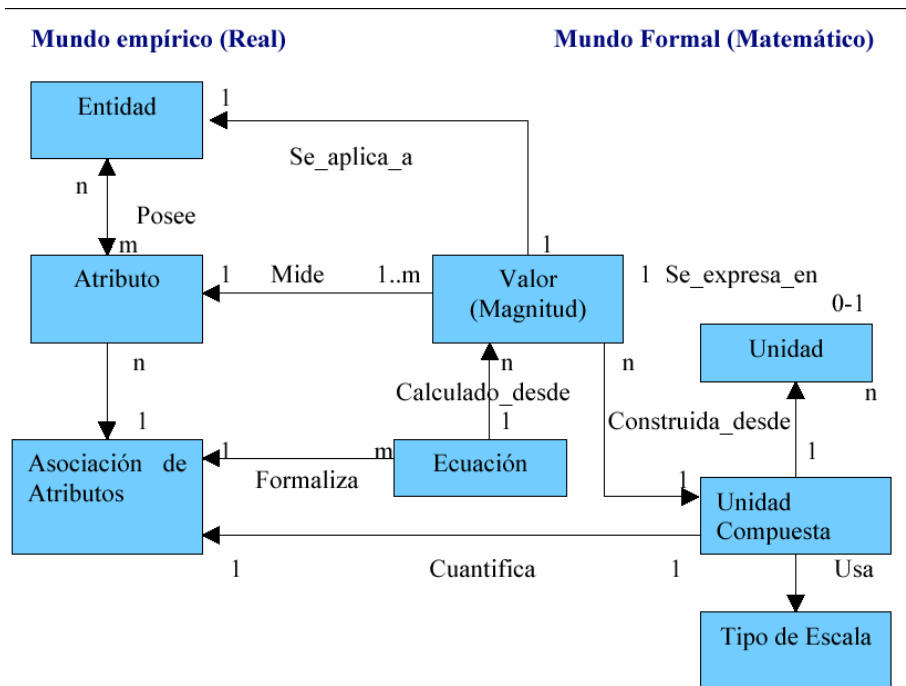 Mundo empírico (Real)
Mundo Formal (Matemático)
Entidad
1
Se_aplica_a
n
Posee
m
1
Atributo
1
Mide
1..m
Valor
(Magnitud)
1
Se_expresa_en
0-1
Unidad
n
n
n
n
Calculado_desde
1
Construida_desde
1
1
Asociación de
Atributos
1
Formaliza
m
Ecuación
1
Unidad
Compuesta
1
Cuantifica
1
Usa
Tipo de Escala